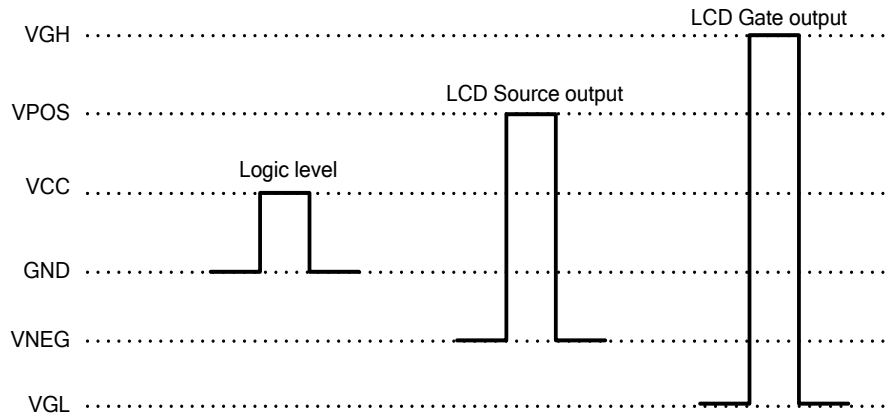 LCD Gate output
VGH
LCD Source output
VPOS
Logic level
VCC
GND
VNEG
VGL